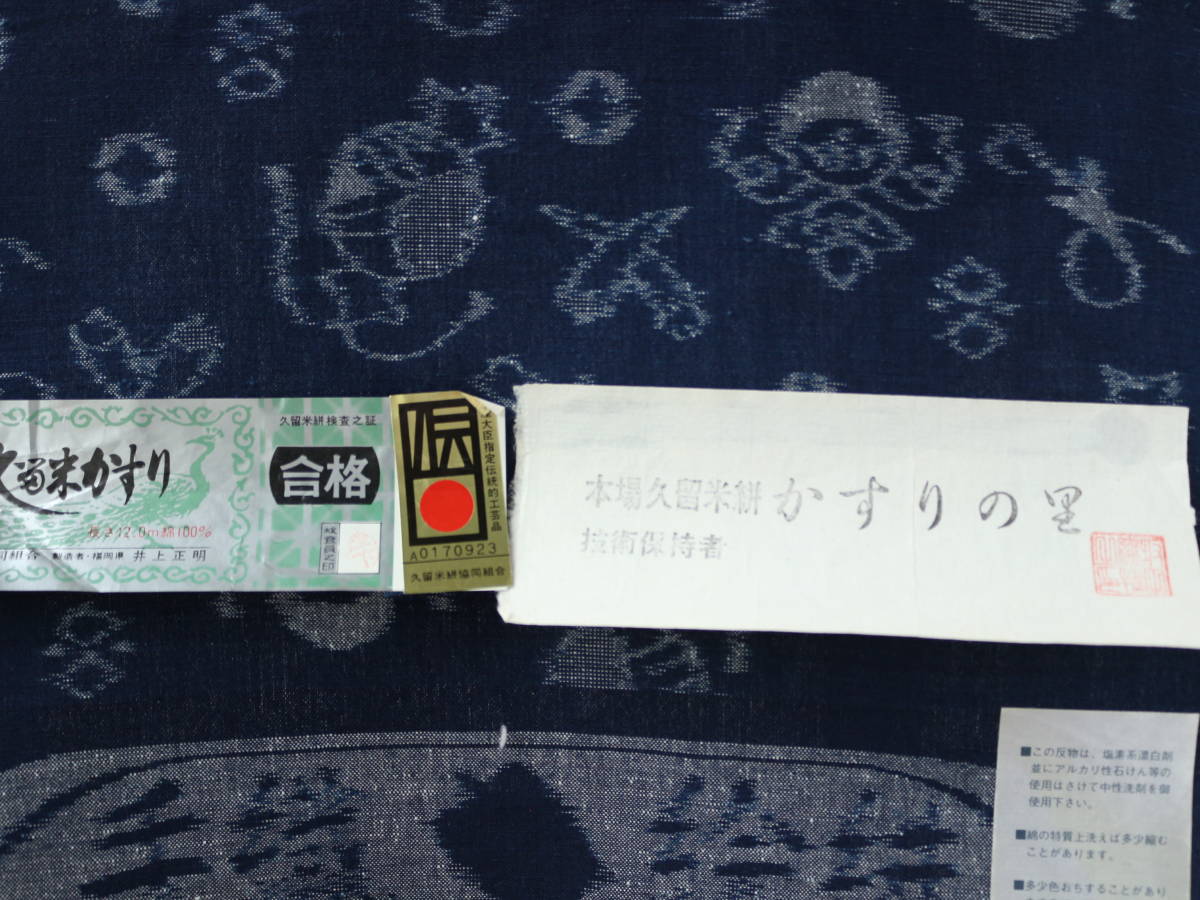 久留米絣検査之証
久留米かすり
合格
長さ12.0m綿100%
同組合 製造者・福岡県 井上正明
検査員之印
伝
大臣指定伝統的工芸品
A0170923
久留米絣協同組合
本場久留米絣
技術保持者
かすりの里
■この反物は、塩素系漂白剤
並にアルカリ性石けん等の
使用はさけて中性洗剤を御
使用下さい。
■綿の特質上洗えば多少縮む
ことがあります。
■多少色おちすることがあり